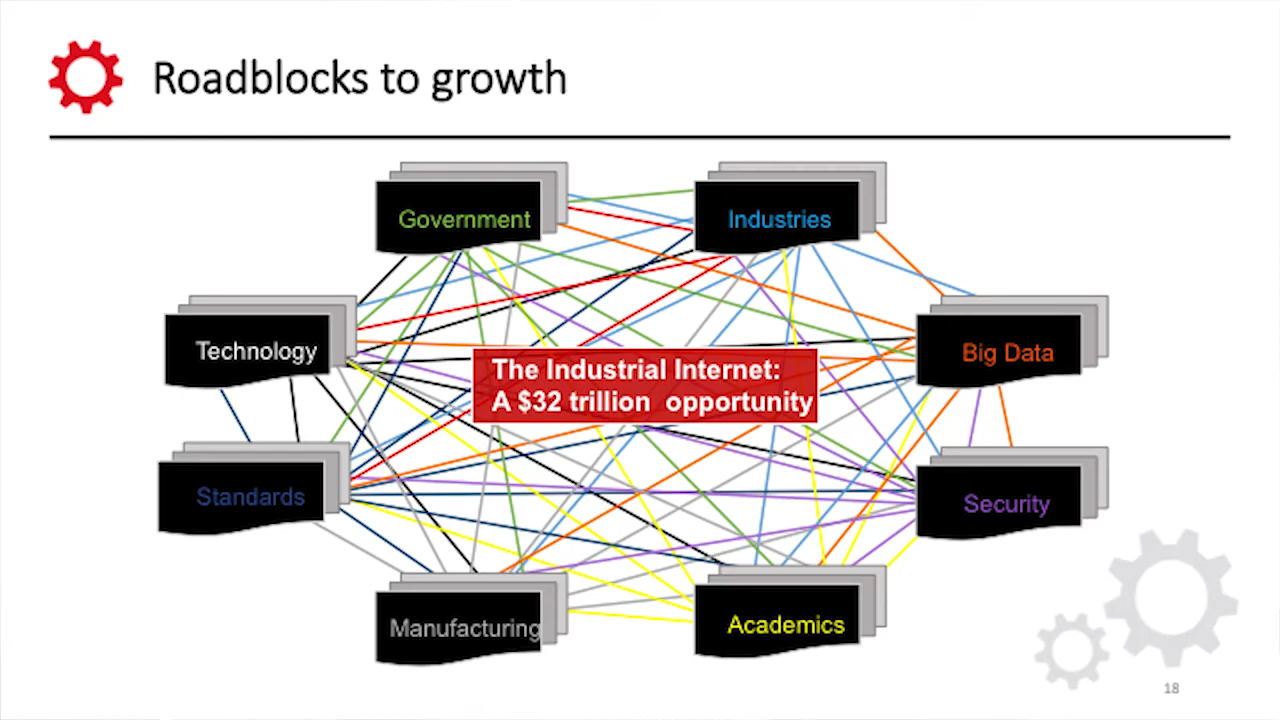 Roadblocks to growth
Government
Industries
Technology
Big Data
The Industrial Internet:
A $32 trillion opportunity
Standards
Security
Manufacturing
Academics
18